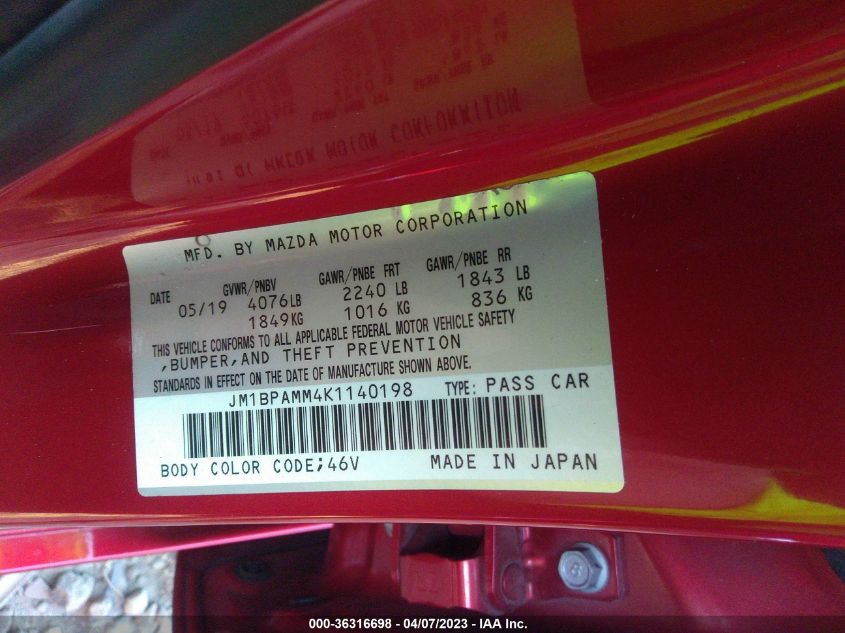 MFD. BY MAZDA MOTOR CORPORATION
DATE GVWR/PNBV GAWR/PNBE FRT GAWR/PNBE RR
05/19 4076LB 2240 LB 1843 LB
1849KG 1016 KG 836 KG
THIS VEHICLE CONFORMS TO ALL APPLICABLE FEDERAL MOTOR VEHICLE SAFETY
,BUMPER,AND THEFT PREVENTION
STANDARDS IN EFFECT ON THE DATE OF MANUFACTURE SHOWN ABOVE.
JM1BPAMM4K1140198 TYPE: PASS CAR
BODY COLOR CODE;46V MADE IN JAPAN
000-36316698 - 04/07/2023 - IAA Inc.